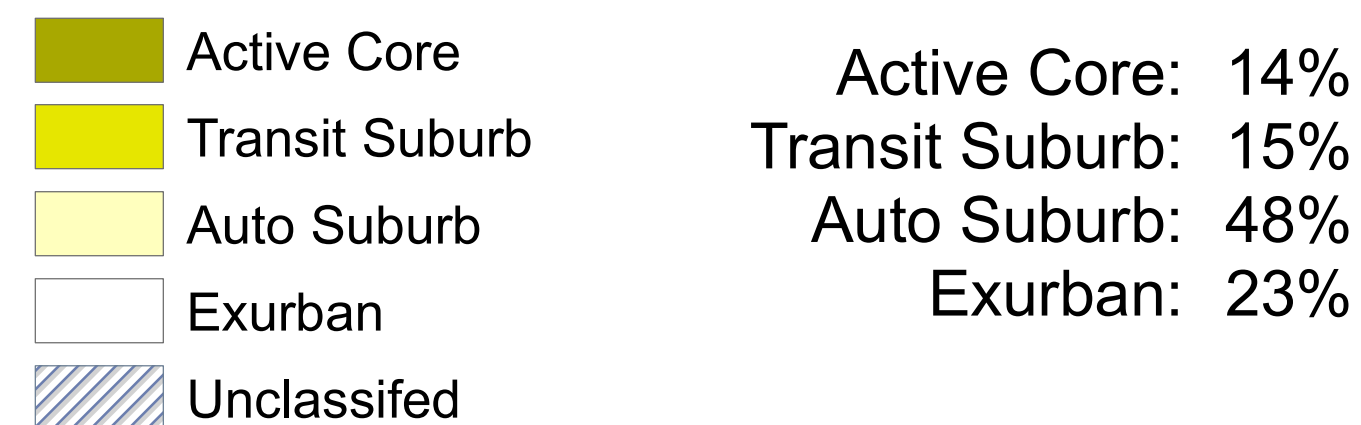 Active Core
Transit Suburb
Auto Suburb
Exurban
Unclassifed
Active Core: 14%
Transit Suburb: 15%
Auto Suburb: 48%
Exurban: 23%